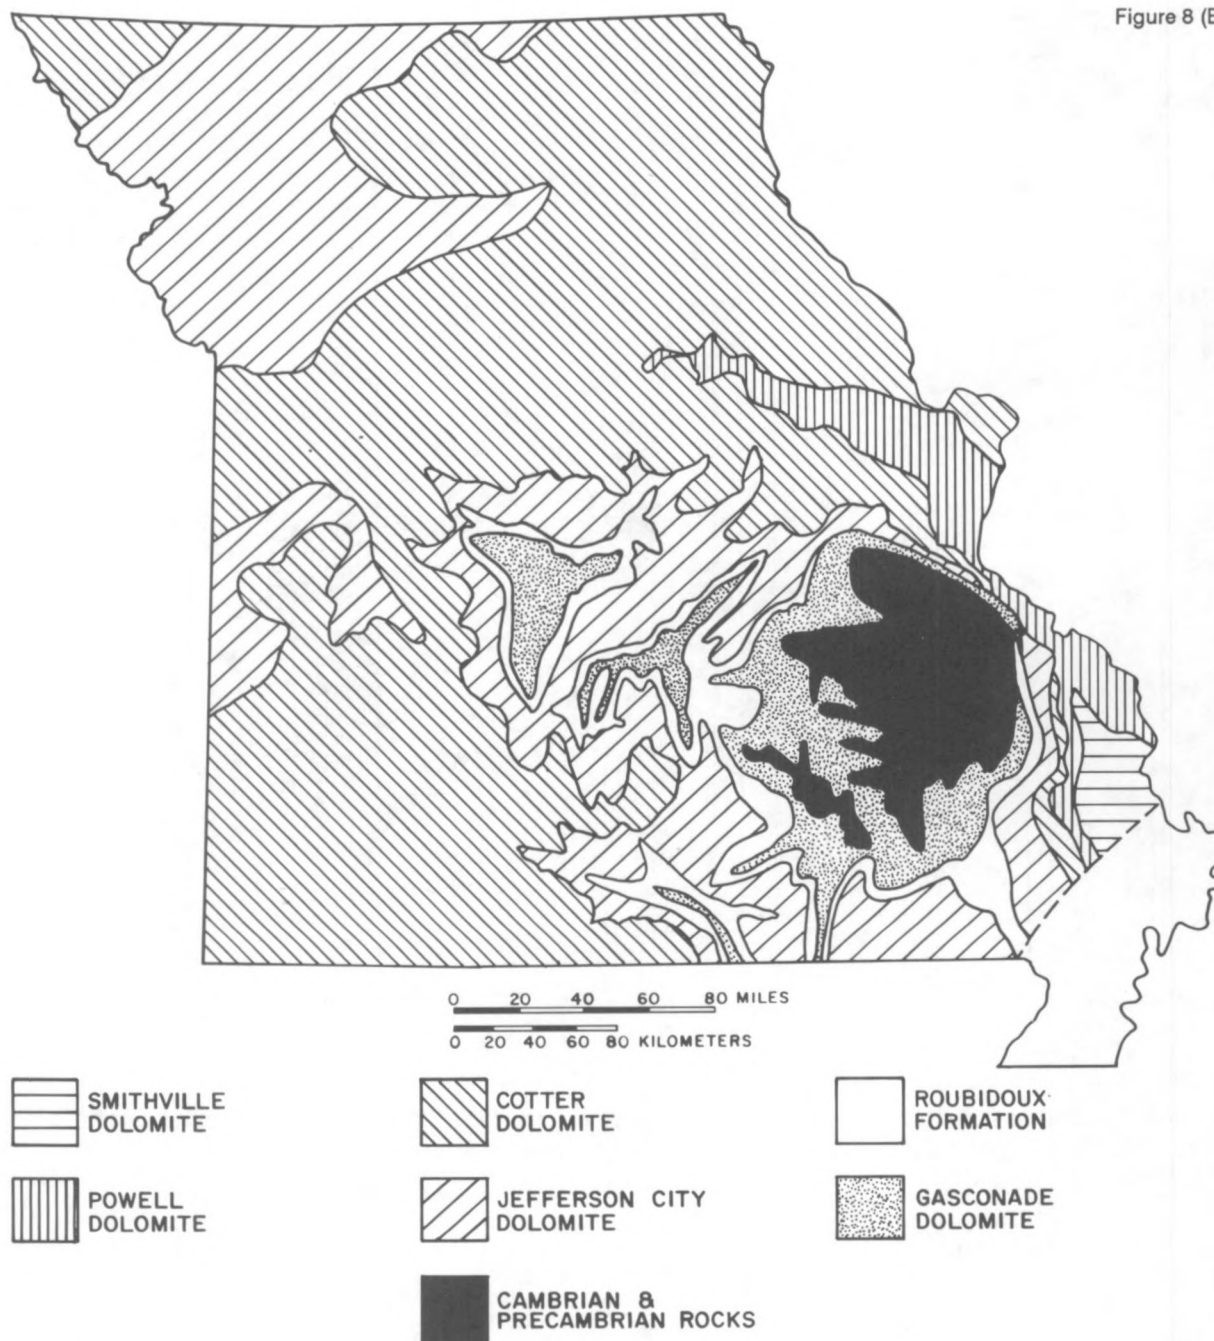 Figure 8 (E
0 20 40 60 80 MILES
0 20 40 60 80 KILOMETERS
SMITHVILLE
DOLOMITE
COTTER
DOLOMITE
ROUBIDOUX
FORMATION
POWELL
DOLOMITE
JEFFERSON CITY
DOLOMITE
GASCONADE
DOLOMITE
CAMBRIAN &
PRECAMBRIAN ROCKS